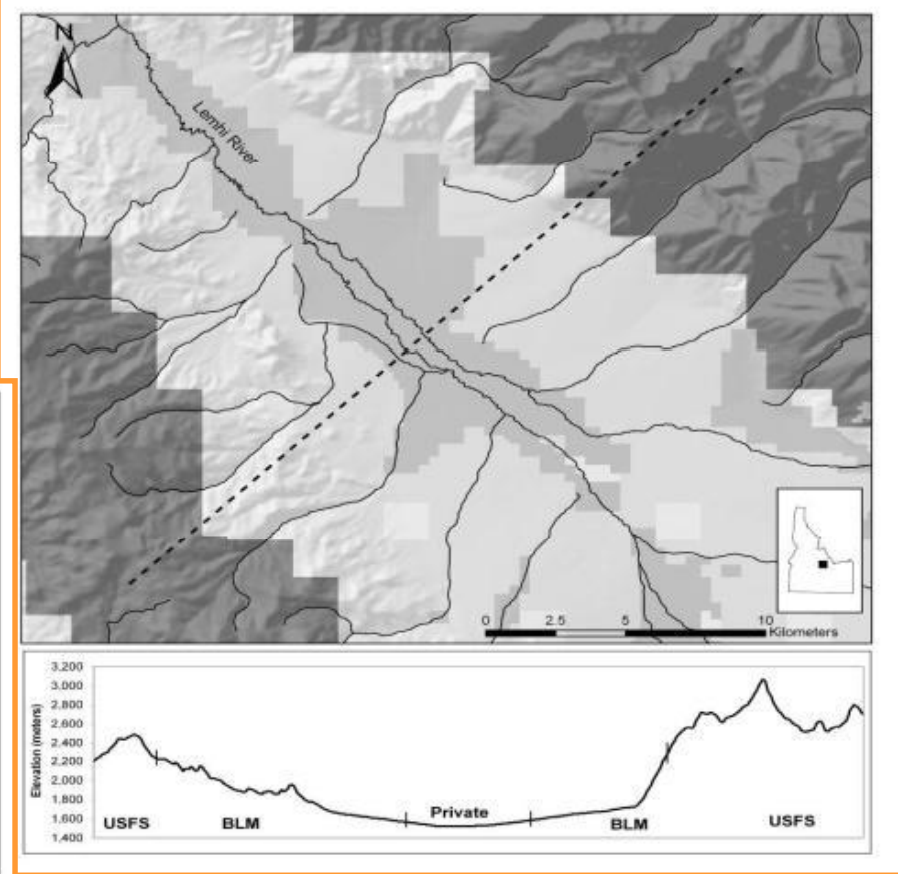 N
Lemhi River
0 2.5 5 10
Kilometers
3,200
3,000
2,800
2,600
2,400
2,200
2,000
1,800
1,600
1,400
Elevation (meters)
USFS BLM Private BLM USFS